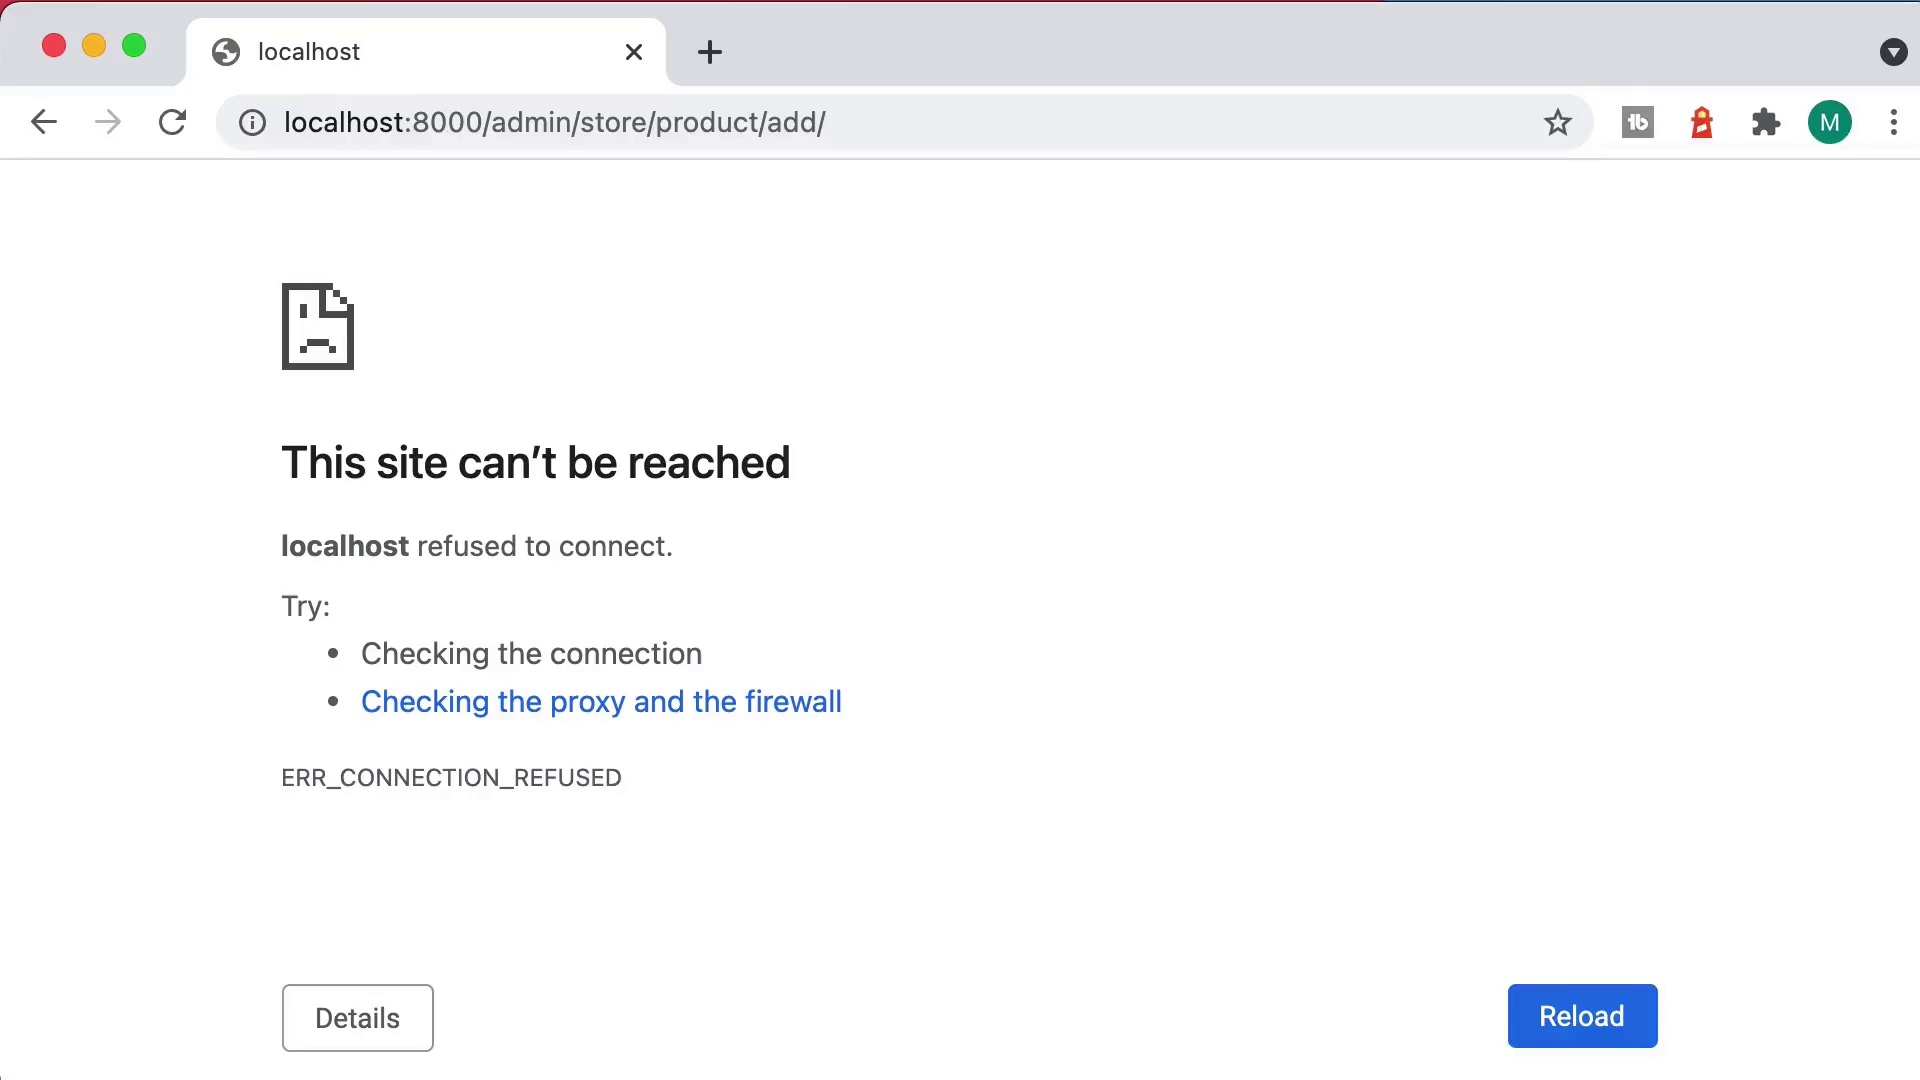 localhost
localhost:8000/admin/store/product/add/
M
This site can’t be reached
localhost refused to connect.
Try:
• Checking the connection
• Checking the proxy and the firewall
ERR_CONNECTION_REFUSED
Details
Reload